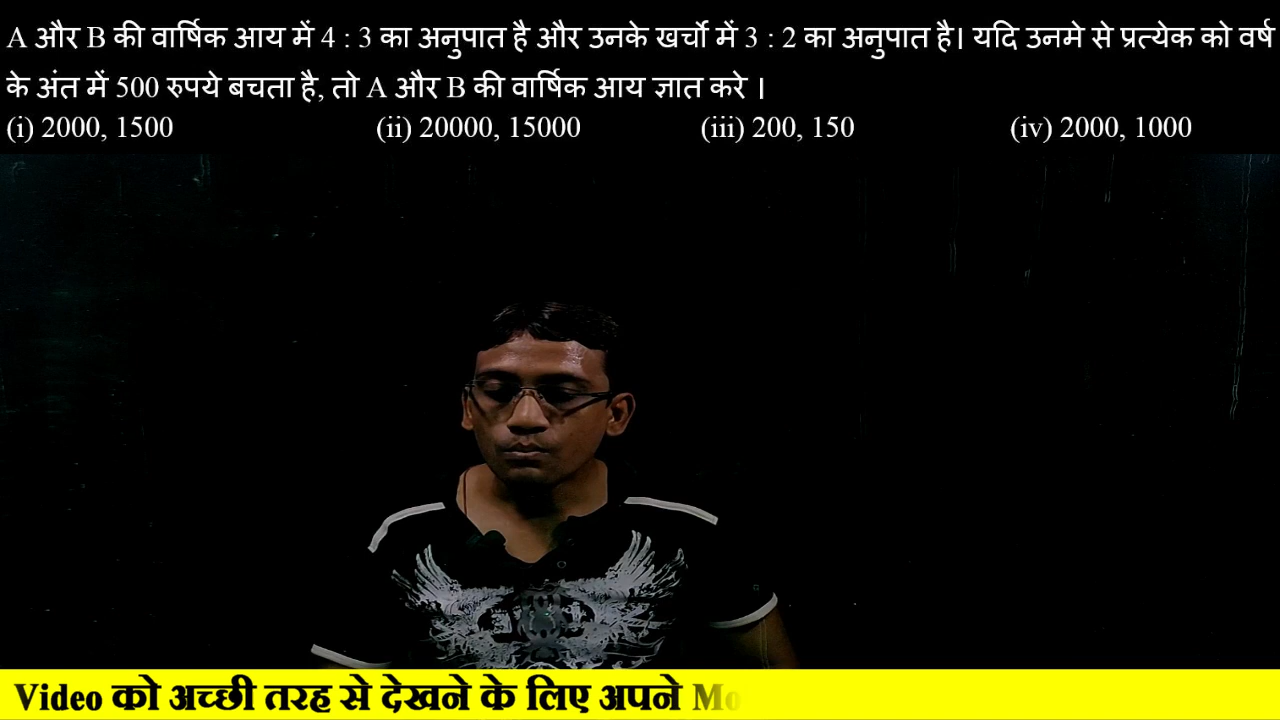 A और B की वार्षिक आय में 4 : 3 का अनुपात है और उनके खर्चो में 3 : 2 का अनुपात है। यदि उनमे से प्रत्येक को वर्ष
के अंत में 500 रुपये बचता है, तो A और B की वार्षिक आय ज्ञात करे ।
(i) 2000, 1500 (ii) 20000, 15000 (iii) 200, 150 (iv) 2000, 1000
Video को अच्छी तरह से देखने के लिए अपने Mo